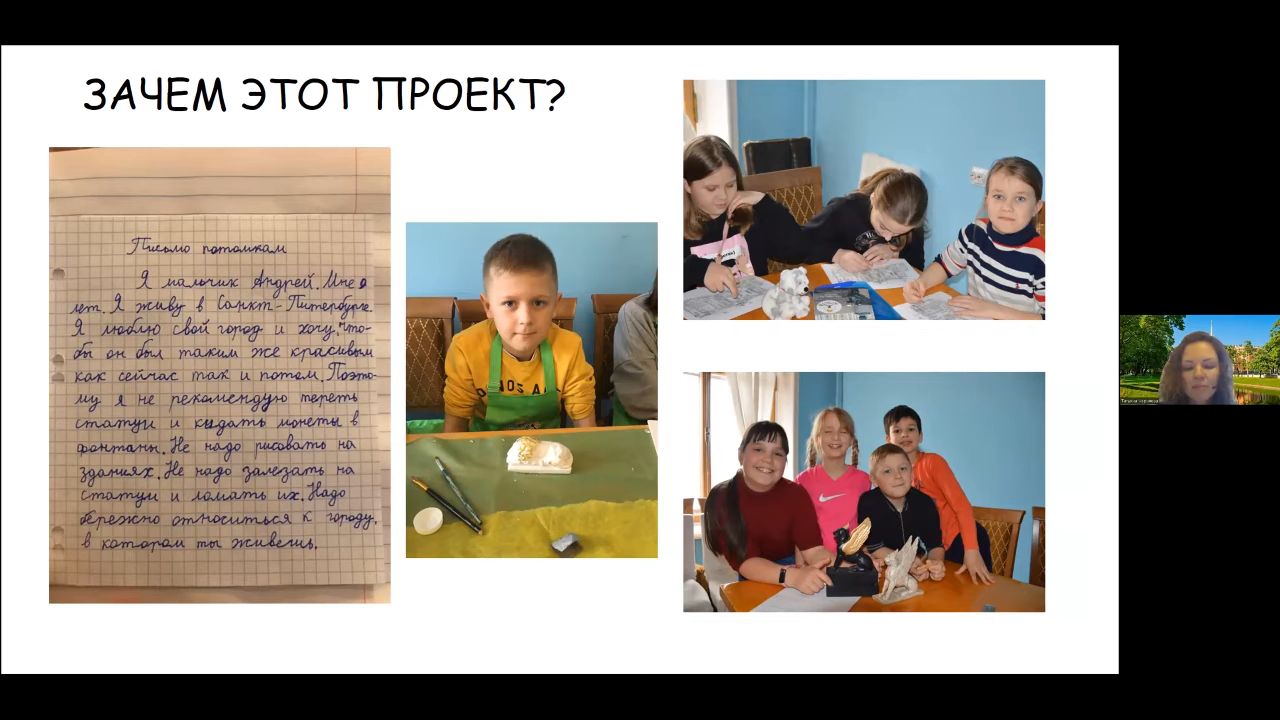 ЗАЧЕМ ЭТОТ ПРОЕКТ?
Письмо потомкам
Я мальчик Андрей. Мне
лет. Я живу в Санкт-Питербурге
Я люблю свой город и хочу что-
бы он был таким же красивым
как сейчас так и потом. Поэто-
му я не рекомендую тереть
статуи и кидать монеты в
фонтаны. Не надо рисовать на
зданиях. Не надо залезать на
статуи и ломать их. Надо
бережно относиться к городу,
в котором ты живешь.
Татьяна